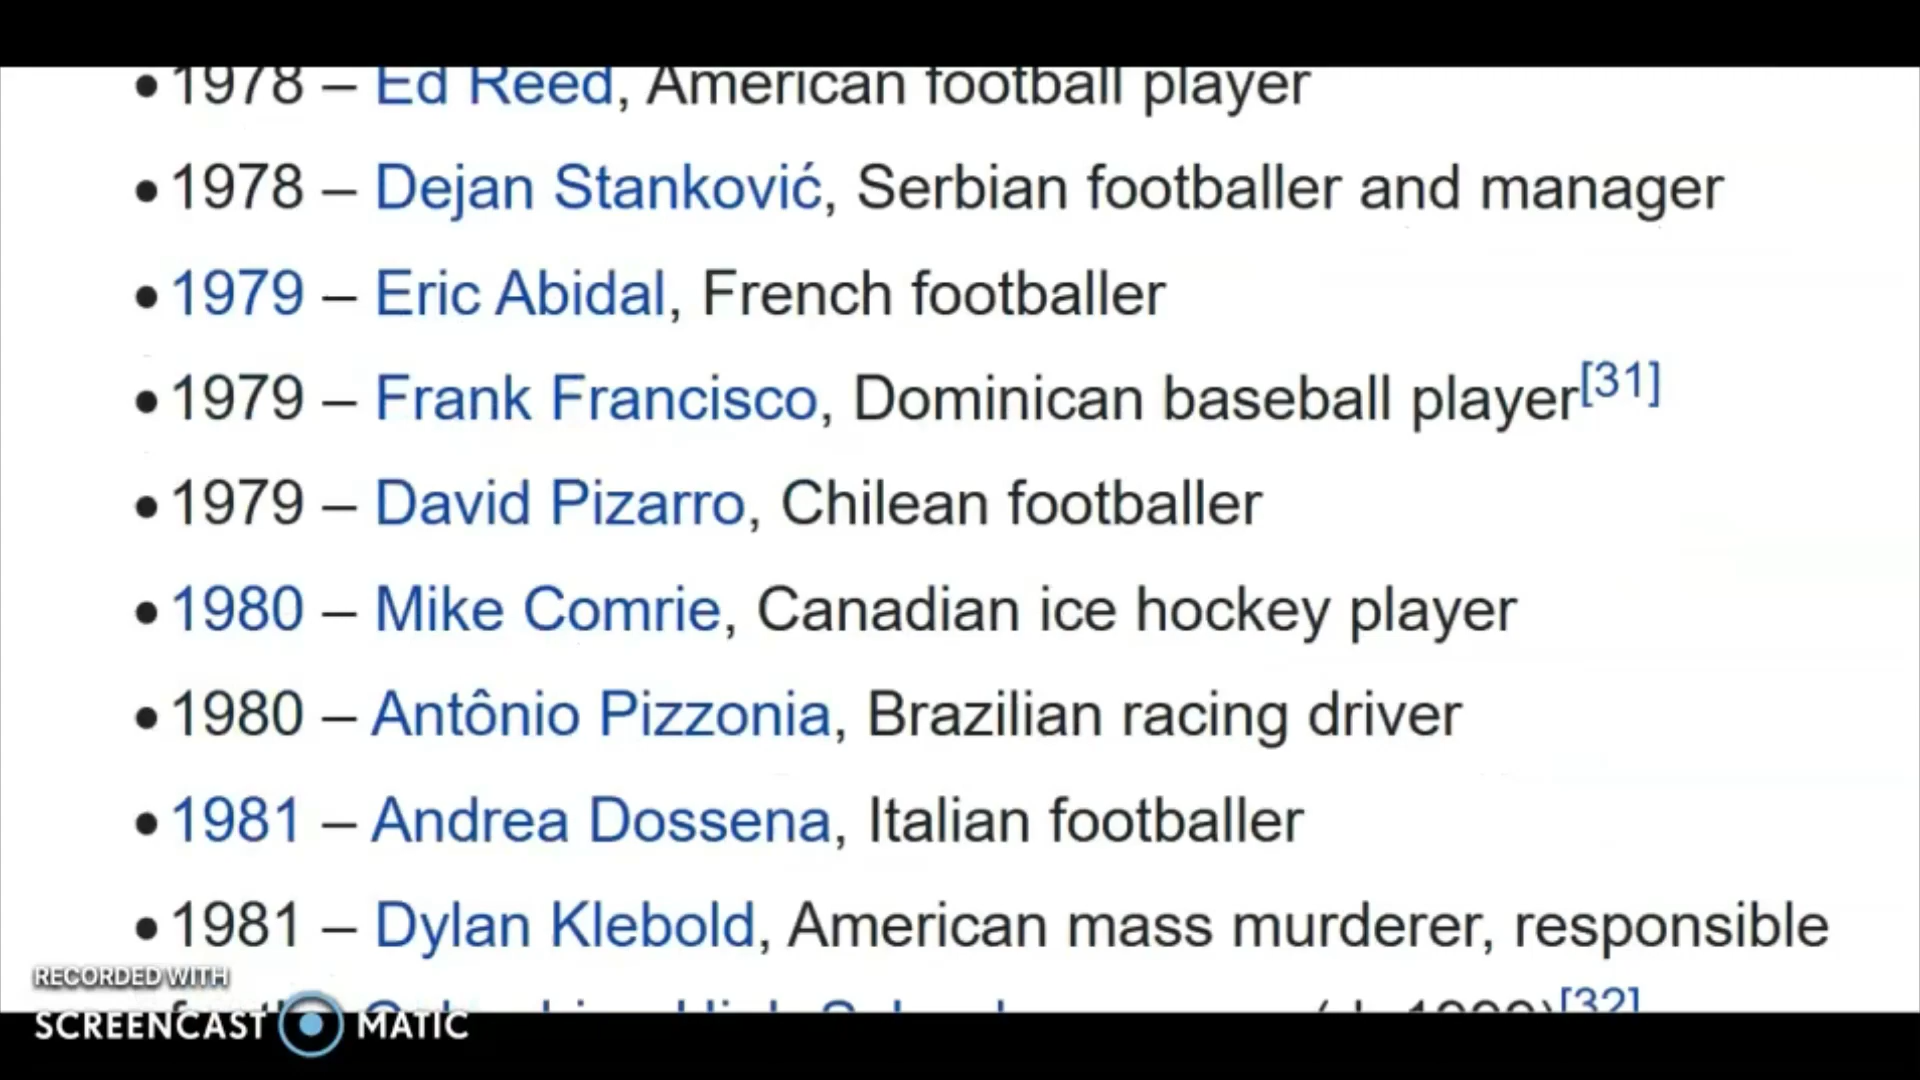 • 1978 – Ed Reed, American football player
• 1978 – Dejan Stanković, Serbian footballer and manager
• 1979 – Eric Abidal, French footballer
• 1979 – Frank Francisco, Dominican baseball player[31]
• 1979 – David Pizarro, Chilean footballer
• 1980 – Mike Comrie, Canadian ice hockey player
• 1980 – Antônio Pizzonia, Brazilian racing driver
• 1981 – Andrea Dossena, Italian footballer
• 1981 – Dylan Klebold, American mass murderer, responsible
[32]
RECORDED WITH
SCREENCAST MATIC